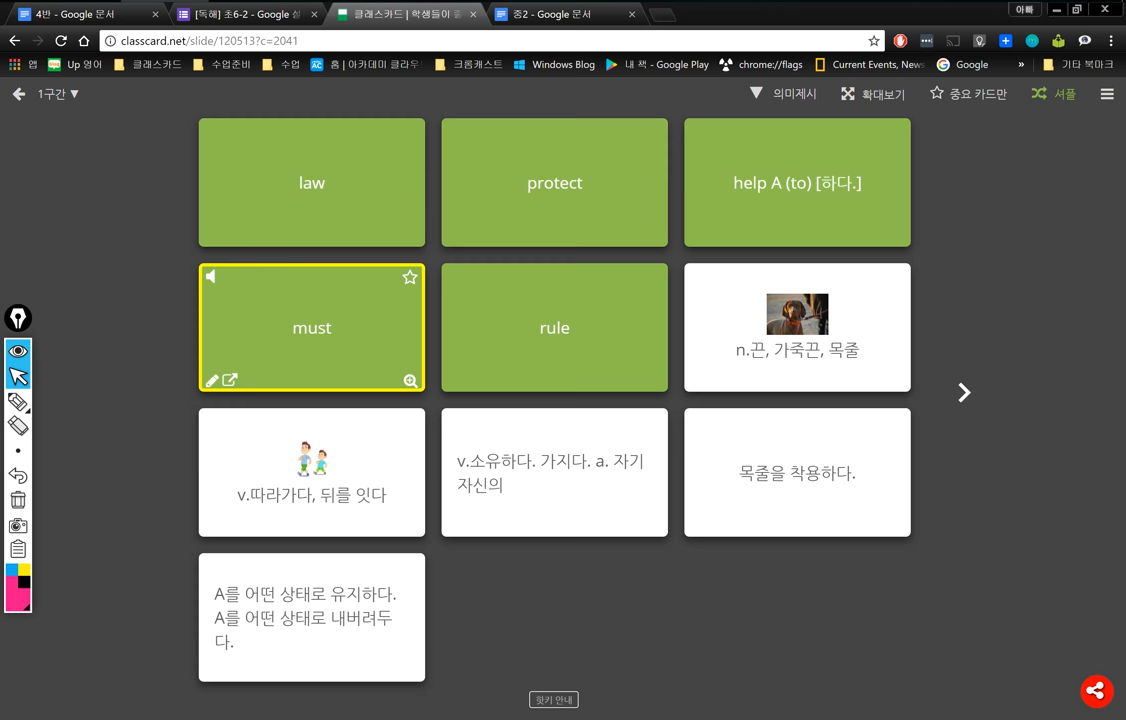 4반 - Google 문서
[독해] 초6-2 - Google 설
클래스카드 | 학생들이 좋
중2 - Google 문서
아빠
classcard.net/slide/120513?c=2041
앱
Up 영어
클래스카드
수업준비
수업
홈 | 아카데미 클라우
크롬캐스트
Windows Blog
내 책 - Google Play
chrome://flags
Current Events, News
Google
»
기타 북마크
1구간 ▼
의미제시
확대보기
중요 카드만
셔플
law
protect
help A (to) [하다.]
must
rule
n.끈, 가죽끈, 목줄
v.따라가다, 뒤를 잇다
v.소유하다. 가지다. a. 자기
자신의
목줄을 착용하다.
A를 어떤 상태로 유지하다.
A를 어떤 상태로 내버려두
다.
핫키 안내